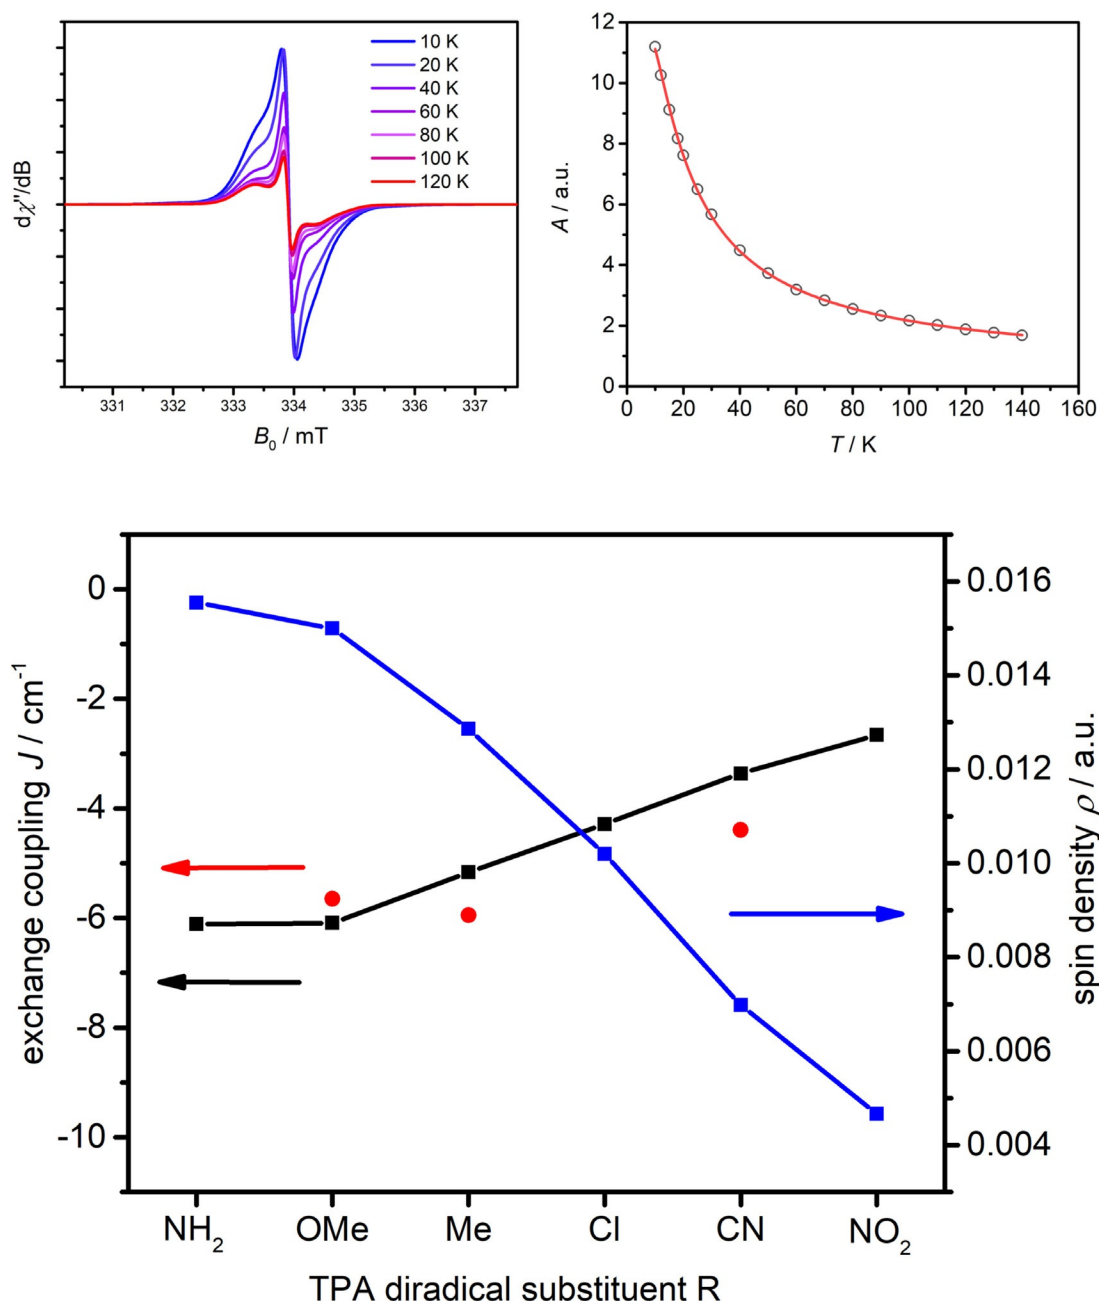 10 K
20 K
40 K
60 K
80 K
100 K
120 K
dχ"/dB
331 332 333 334 335 336 337
B₀ / mT
12
10
8
6
4
2
0
A / a.u.
0 20 40 60 80 100 120 140 160
T / K
0
-2
-4
-6
-8
-10
exchange coupling J / cm⁻¹
0.016
0.014
0.012
0.010
0.008
0.006
0.004
spin density ρ / a.u.
NH₂ OMe Me Cl CN NO₂
TPA diradical substituent R